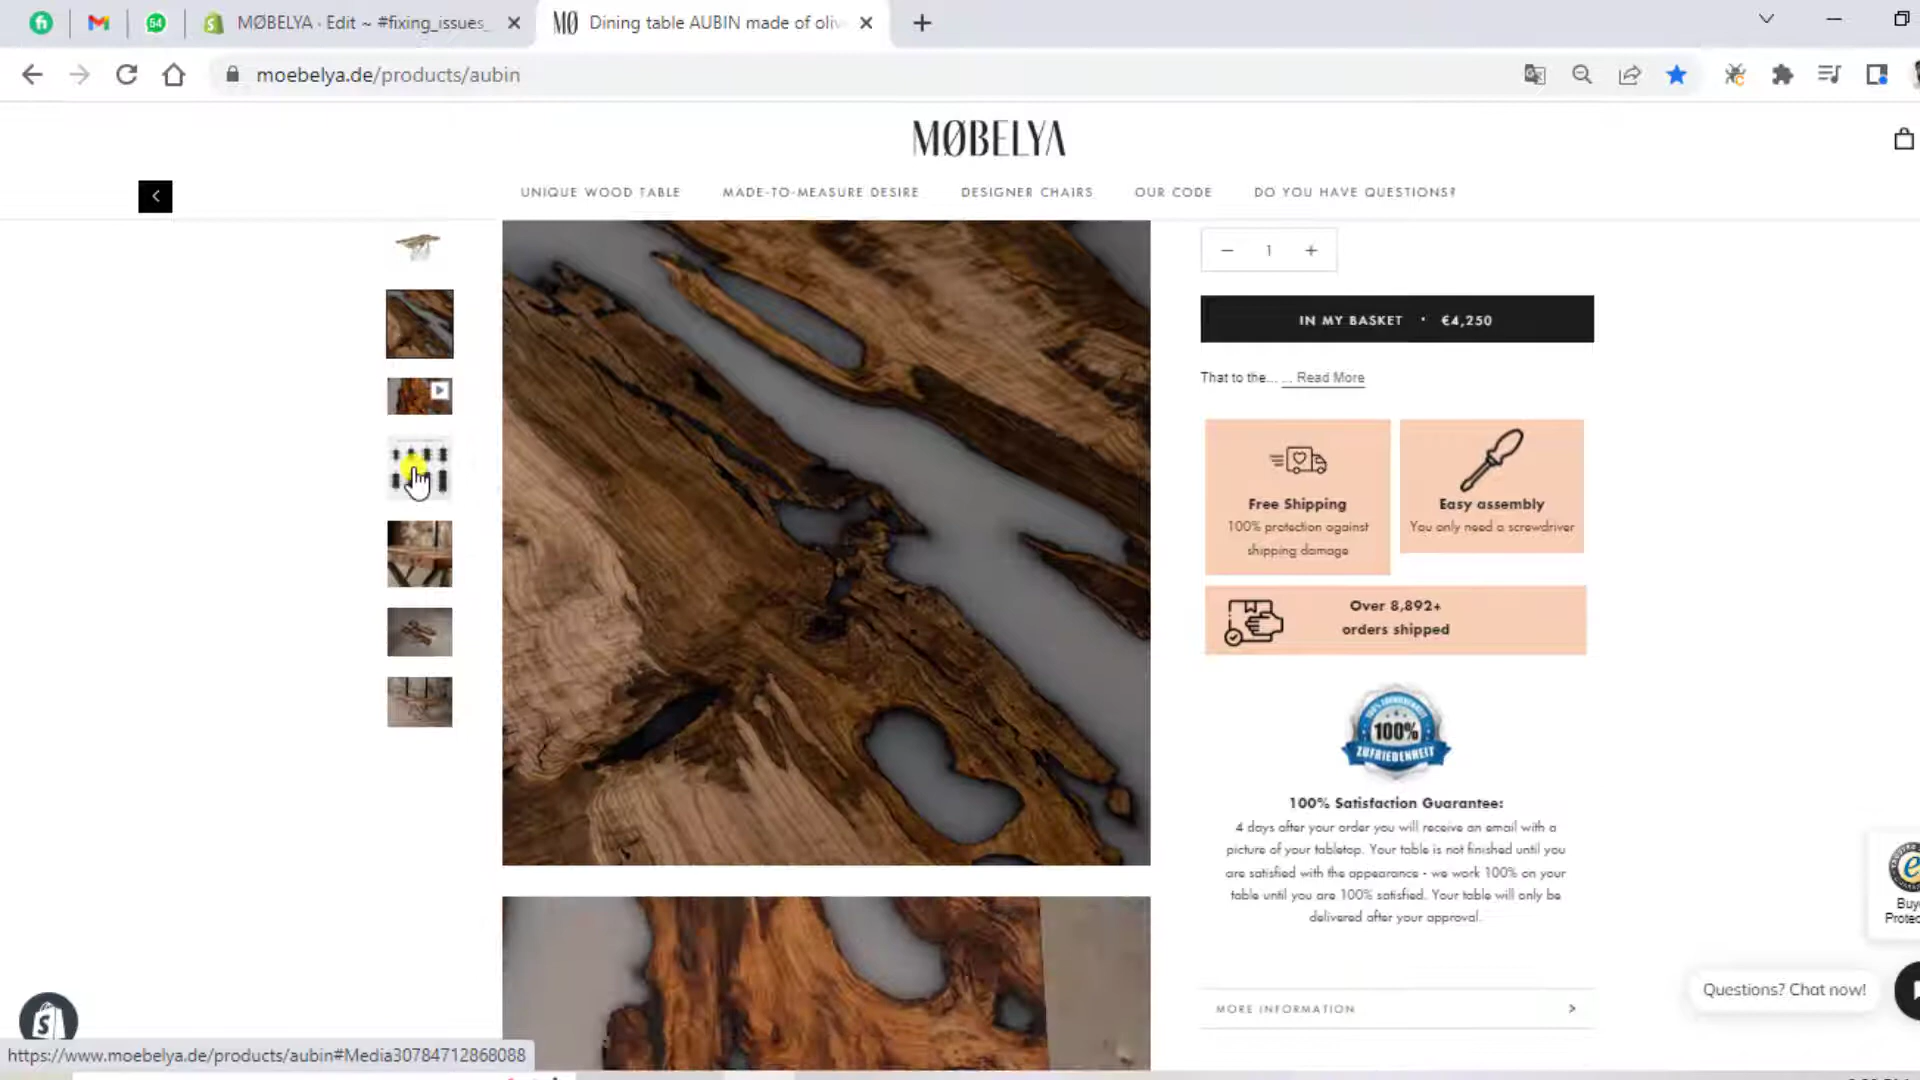 54
MØBELYA · Edit ~ #fixing_issues_
MØ Dining table AUBIN made of oliv
moebelya.de/products/aubin
MØBELYA
UNIQUE WOOD TABLE MADE-TO-MEASURE DESIRE DESIGNER CHAIRS OUR CODE DO YOU HAVE QUESTIONS?
1
IN MY BASKET · €4,250
That to the... ... Read More
Free Shipping
100% protection against
shipping damage
Easy assembly
You only need a screwdriver
Over 8,892+
orders shipped
100%
ZUFRIEDENHEIT
100% Satisfaction Guarantee:
4 days after your order you will receive an email with a
picture of your tabletop. Your table is not finished until you
are satisfied with the appearance - we work 100% on your
table until you are 100% satisfied. Your table will only be
delivered after your approval.
Buy
Protec
MORE INFORMATION
Questions? Chat now!
https://www.moebelya.de/products/aubin#Media30784712868088